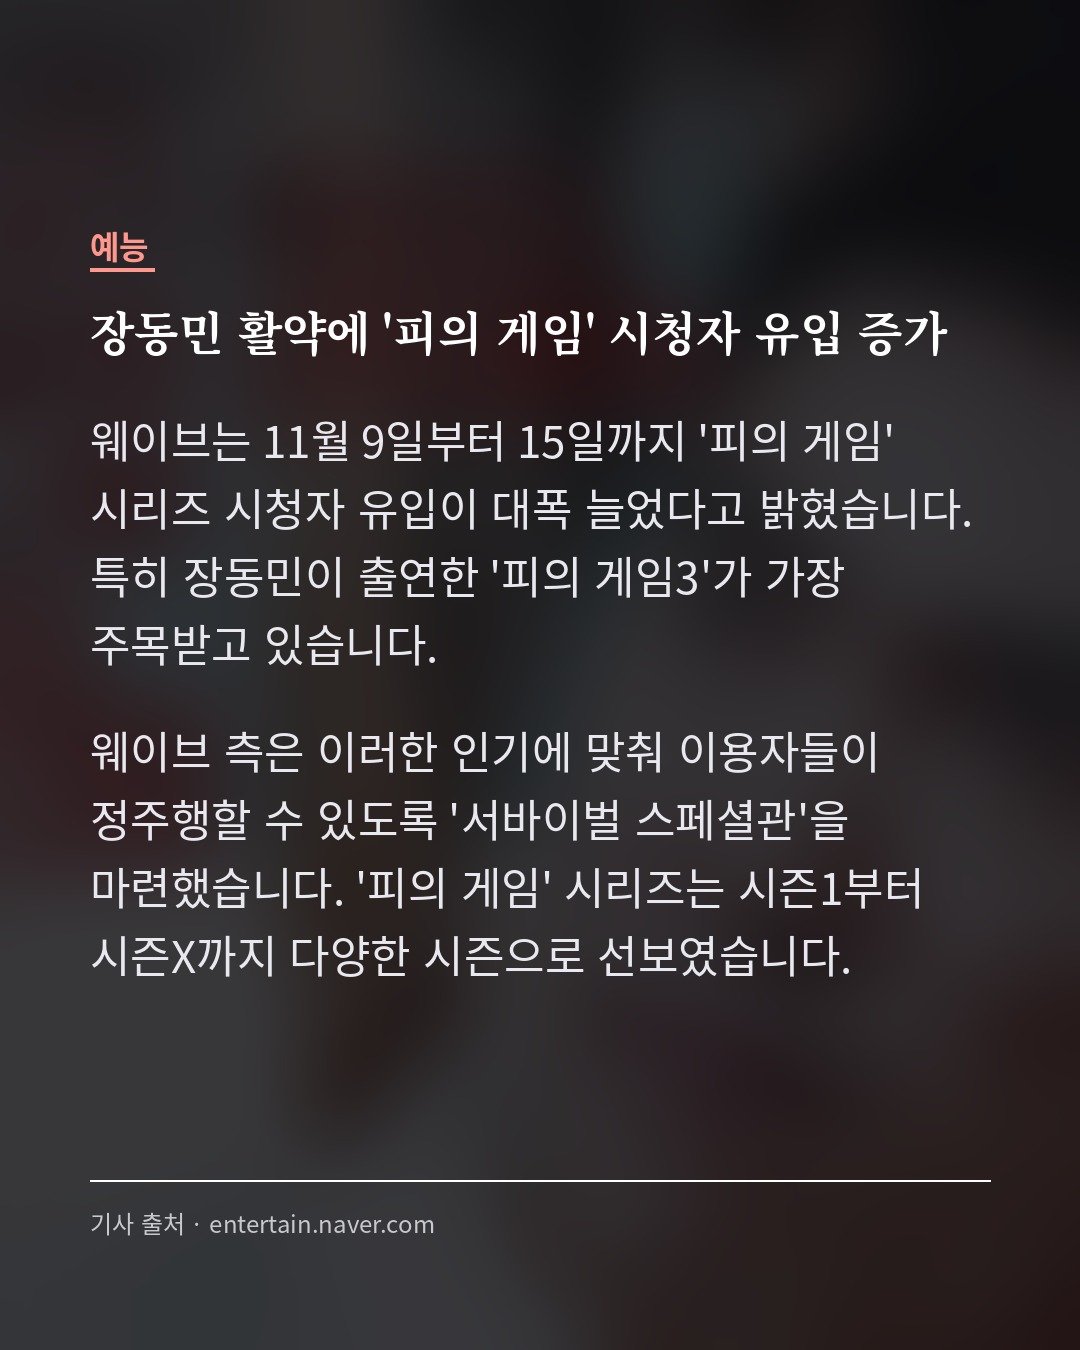 예능
장동민 활약에 '피의 게임' 시청자 유입 증가
웨이브는 11월 9일부터 15일까지 '피의 게임'
시리즈 시청자 유입이 대폭 늘었다고 밝혔습니다.
특히 장동민이 출연한 '피의 게임3'가 가장
주목받고 있습니다.
웨이브 측은 이러한 인기에 맞춰 이용자들이
정주행할 수 있도록 '서바이벌 스페셜관'을
마련했습니다. '피의 게임' 시리즈는 시즌1부터
시즌X까지 다양한 시즌으로 선보였습니다.
기사 출처 · entertain.naver.com